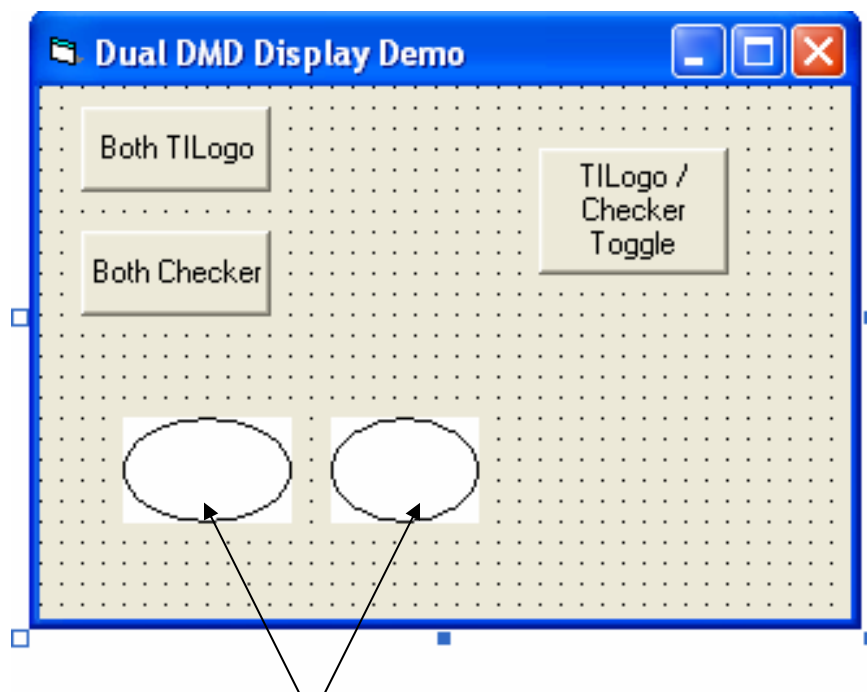 Dual DMD Display Demo
Both TILogo
TILogo /
Checker
Toggle
Both Checker